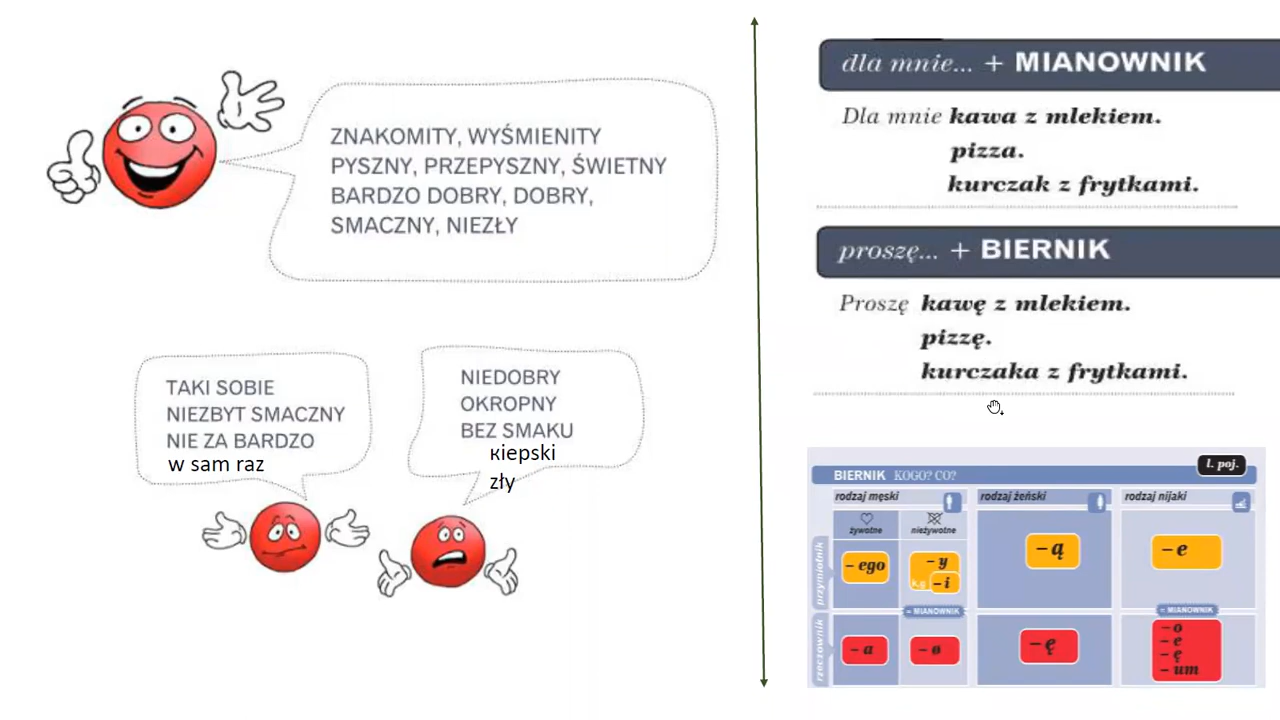 ZNAKOMITY, WYŚMIENITY
PYSZNY, PRZEPYSZNY, ŚWIETNY
BARDZO DOBRY, DOBRY,
SMACZNY, NIEZŁY
TAKI SOBIE
NIEZBYT SMACZNY
NIE ZA BARDZO
w sam raz
NIEDOBRY
OKROPNY
BEZ SMAKU
kiepski
zły
dla mnie... + MIANOWNIK
Dla mnie kawa z mlekiem.
pizza.
kurczak z frytkami.
proszę... + BIERNIK
Proszę kawę z mlekiem.
pizzę.
kurczaka z frytkami.
l. poj.
BIERNIK KOGO? CO?
rodzaj męski
rodzaj żeński
rodzaj nijaki
żywotne
nieżywotne
przymiotnik
- ego
- y
k,g - i
- ą
- e
= MIANOWNIK
= MIANOWNIK
rzeczownik
- a
- ø
- ę
- o
- e
- ę
- um